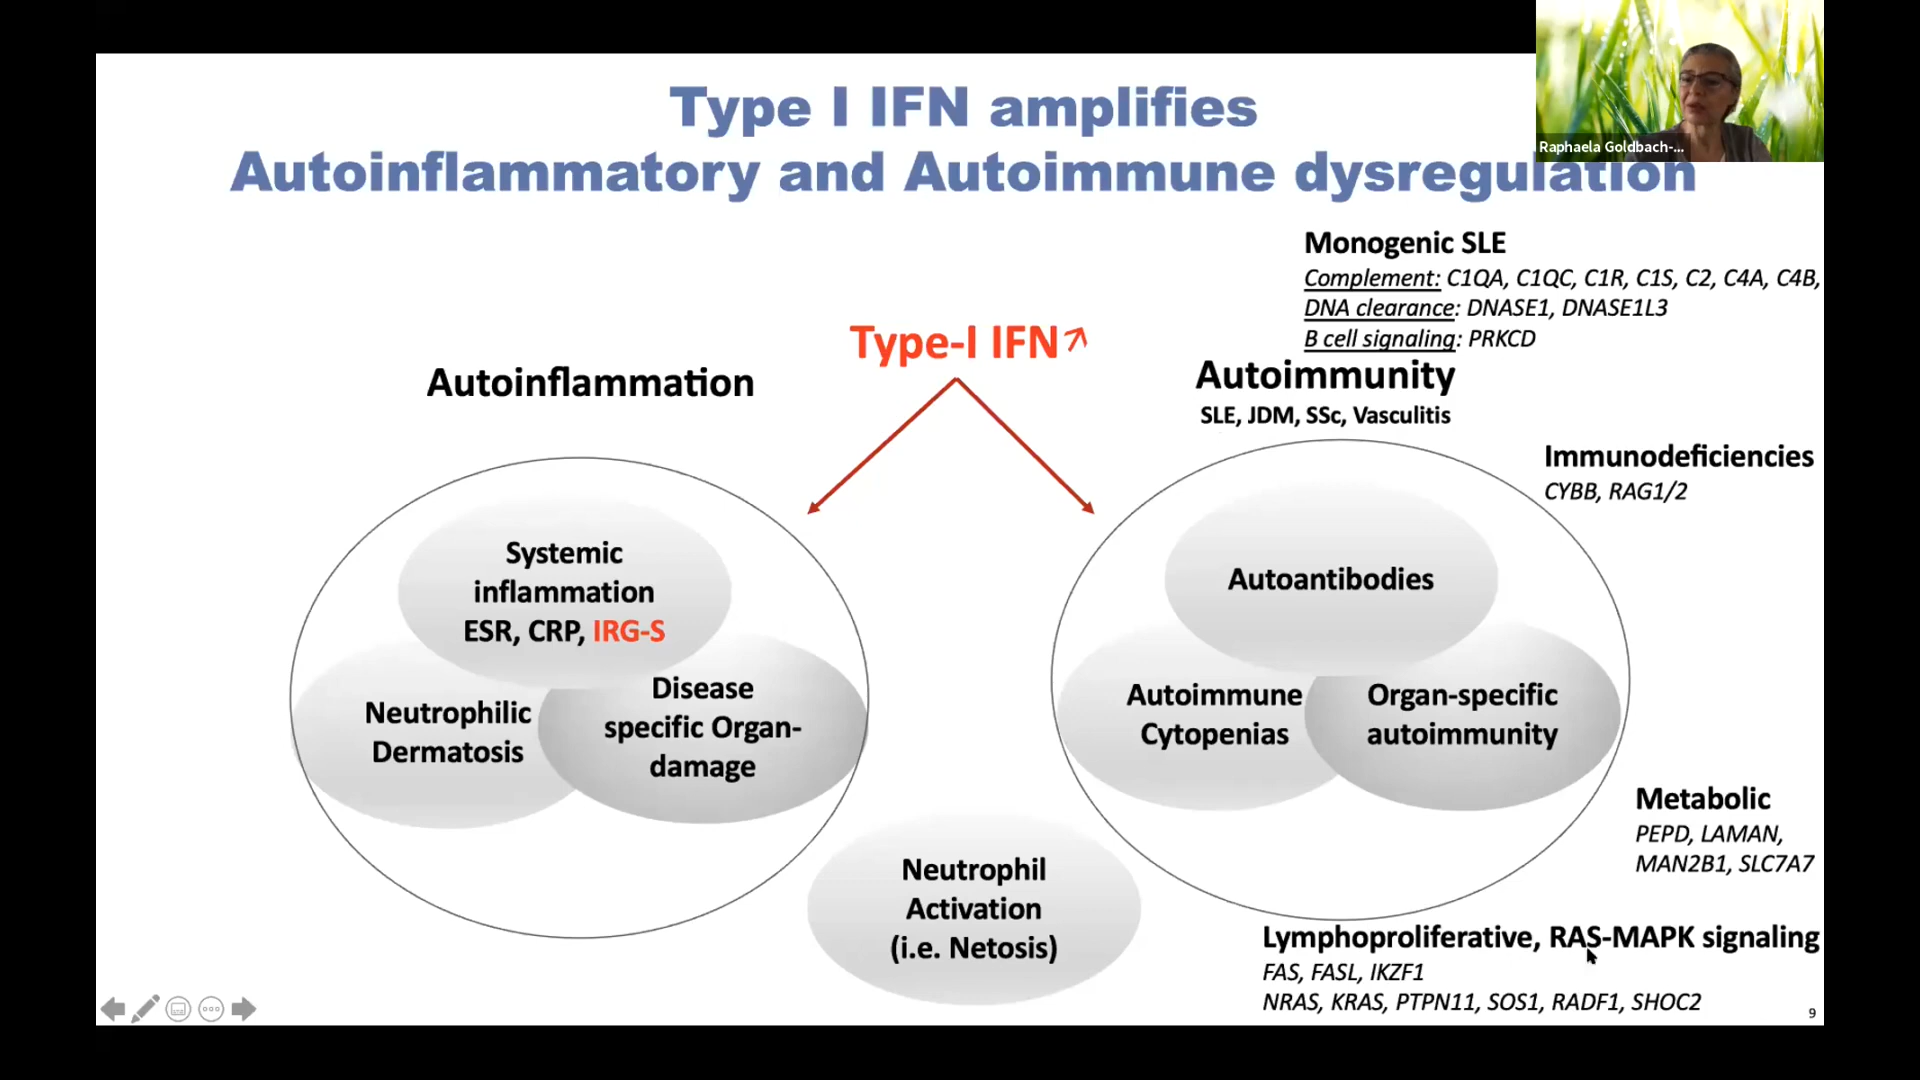 Type I IFN amplifies
Autoinflammatory and Autoimmune dysregulation
Raphaela Goldbach-...
Monogenic SLE
Complement: C1QA, C1QC, C1R, C1S, C2, C4A, C4B,
DNA clearance: DNASE1, DNASE1L3
B cell signaling: PRKCD
Type-I IFN↗
Autoinflammation
Autoimmunity
SLE, JDM, SSc, Vasculitis
Immunodeficiencies
CYBB, RAG1/2
Systemic
inflammation
ESR, CRP, IRG-S
Neutrophilic
Dermatosis
Disease
specific Organ-
damage
Autoantibodies
Autoimmune
Cytopenias
Organ-specific
autoimmunity
Metabolic
PEPD, LAMAN,
MAN2B1, SLC7A7
Neutrophil
Activation
(i.e. Netosis)
Lymphoproliferative, RAS-MAPK signaling
FAS, FASL, IKZF1
NRAS, KRAS, PTPN11, SOS1, RADF1, SHOC2
9